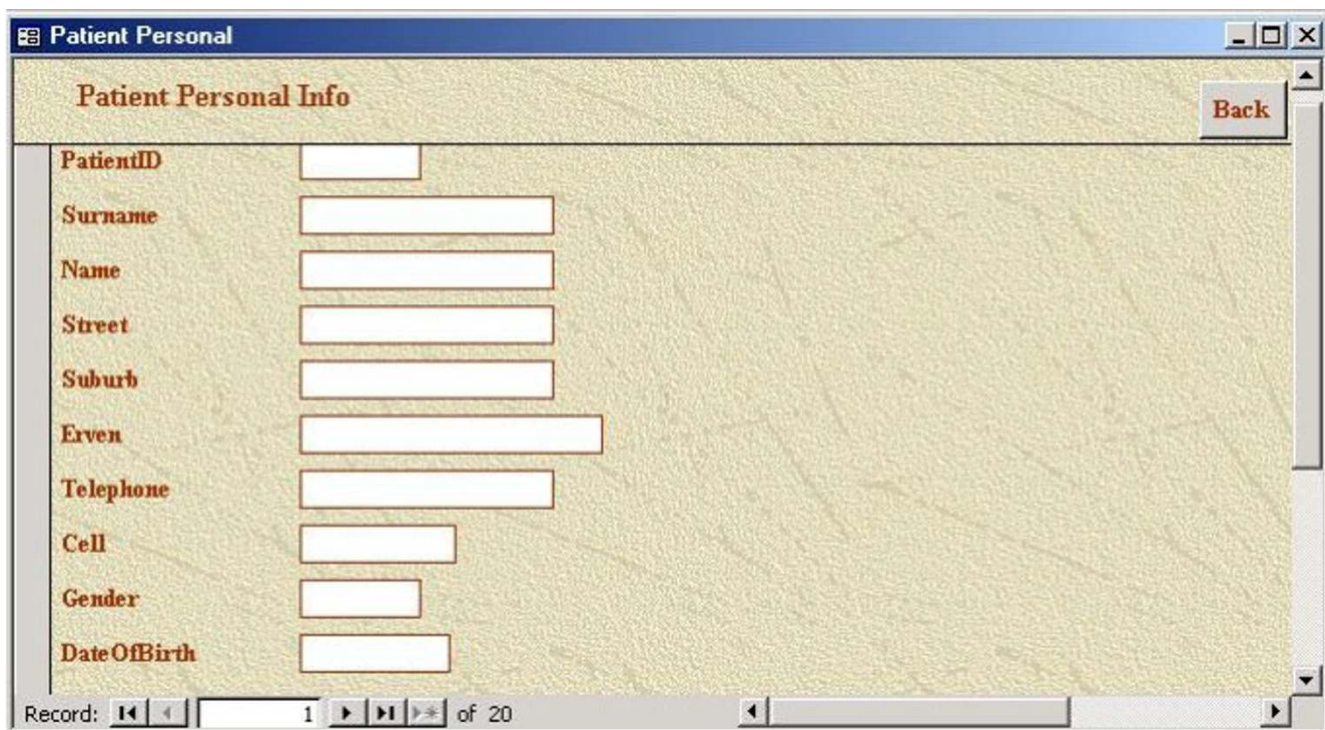 Patient Personal
Patient Personal Info
Back
PatientID
Surname
Name
Street
Suburb
Erven
Telephone
Cell
Gender
DateOfBirth
Record: 1 of 20